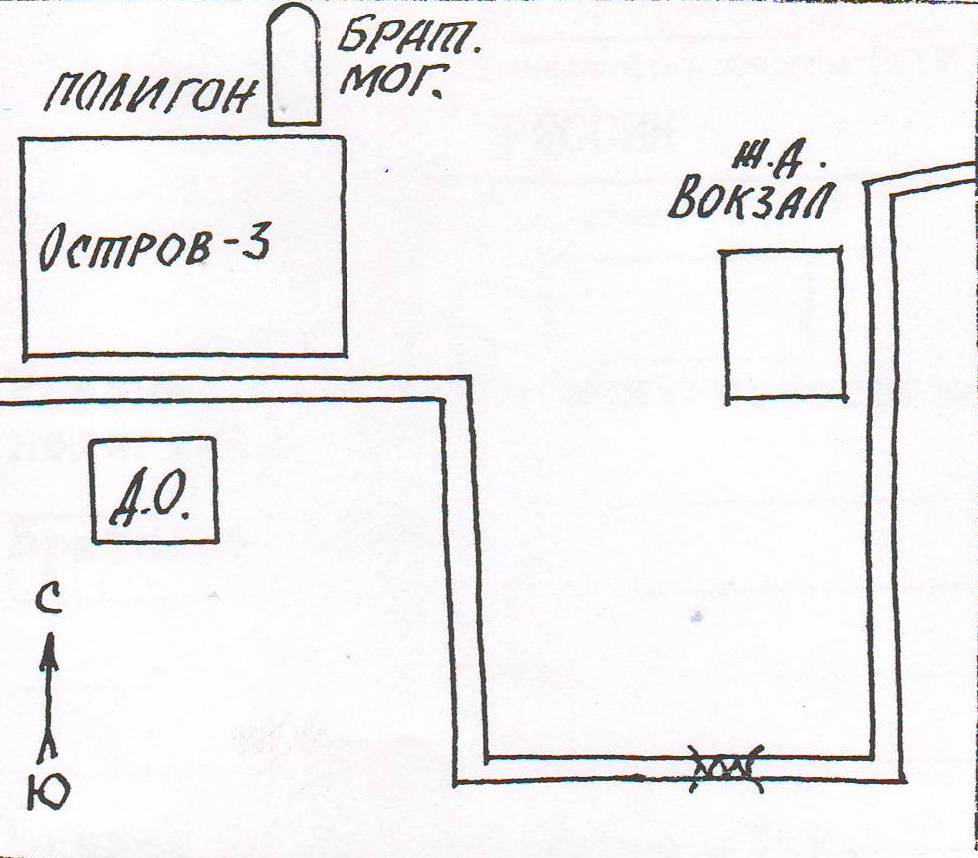 БРАТ.
МОГ.
ПОЛИГОН
Ж.Д.
ВОКЗАЛ
ОСТРОВ-3
Д.О.
С
Ю